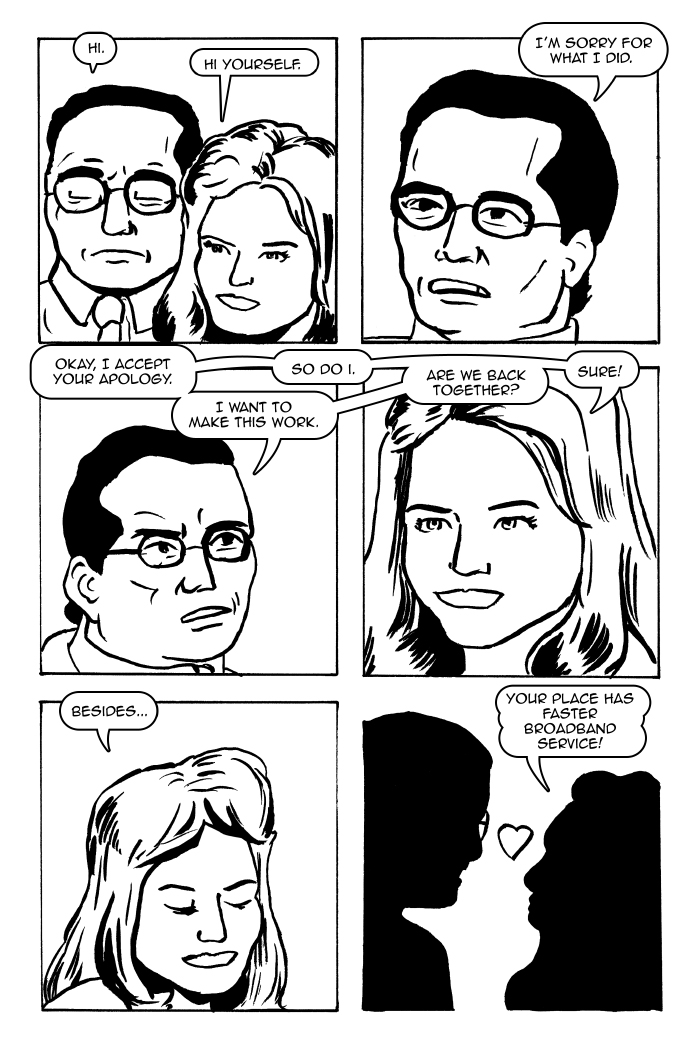 HI.
HI YOURSELF.
I'M SORRY FOR
WHAT I DID.
OKAY, I ACCEPT
YOUR APOLOGY.
I WANT TO
MAKE THIS WORK.
SO DO I.
ARE WE BACK
TOGETHER?
SURE!
BESIDES...
YOUR PLACE HAS
FASTER
BROADBAND
SERVICE!